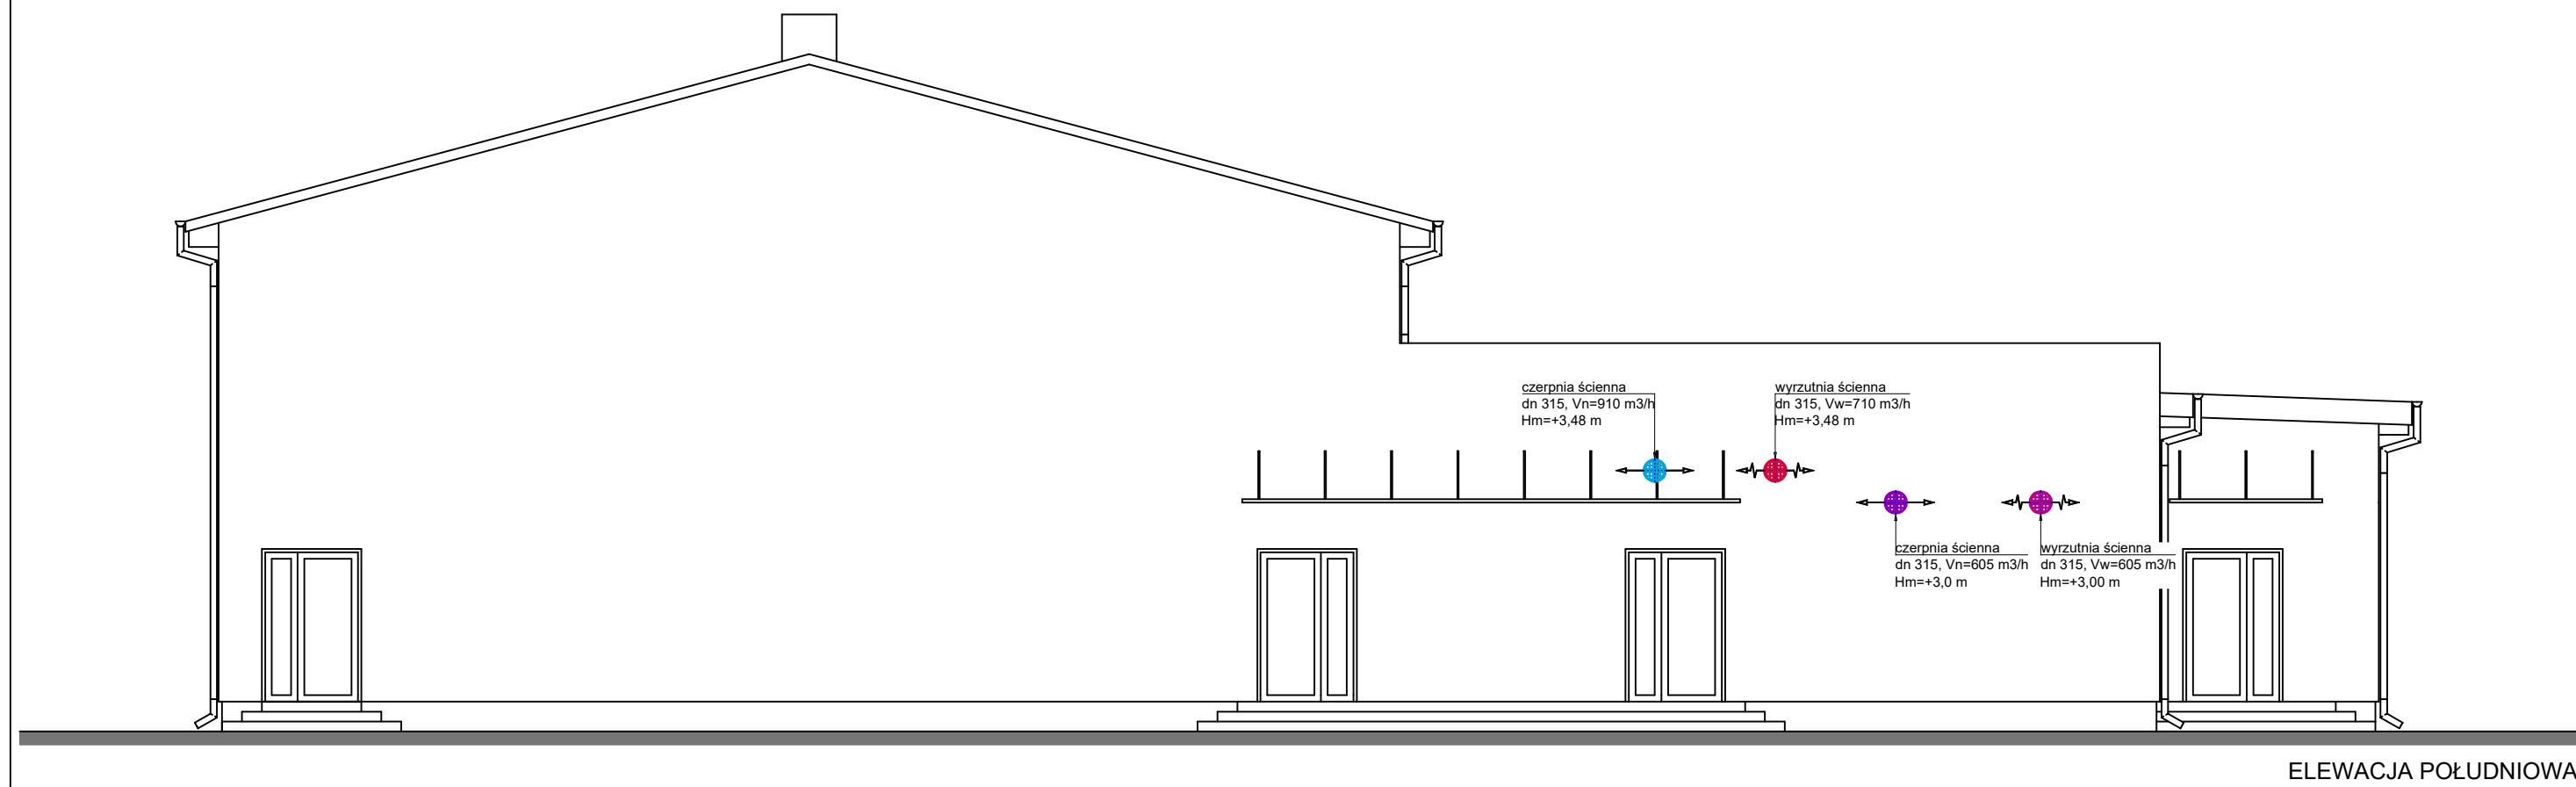 czerpnia ścienna
dn 315, Vn=910 m3/h
Hm=+3,48 m
wyrzutnia ścienna
dn 315, Vw=710 m3/h
Hm=+3,48 m
czerpnia ścienna
dn 315, Vn=605 m3/h
Hm=+3,0 m
wyrzutnia ścienna
dn 315, Vw=605 m3/h
Hm=+3,00 m
ELEWACJA POŁUDNIOWA